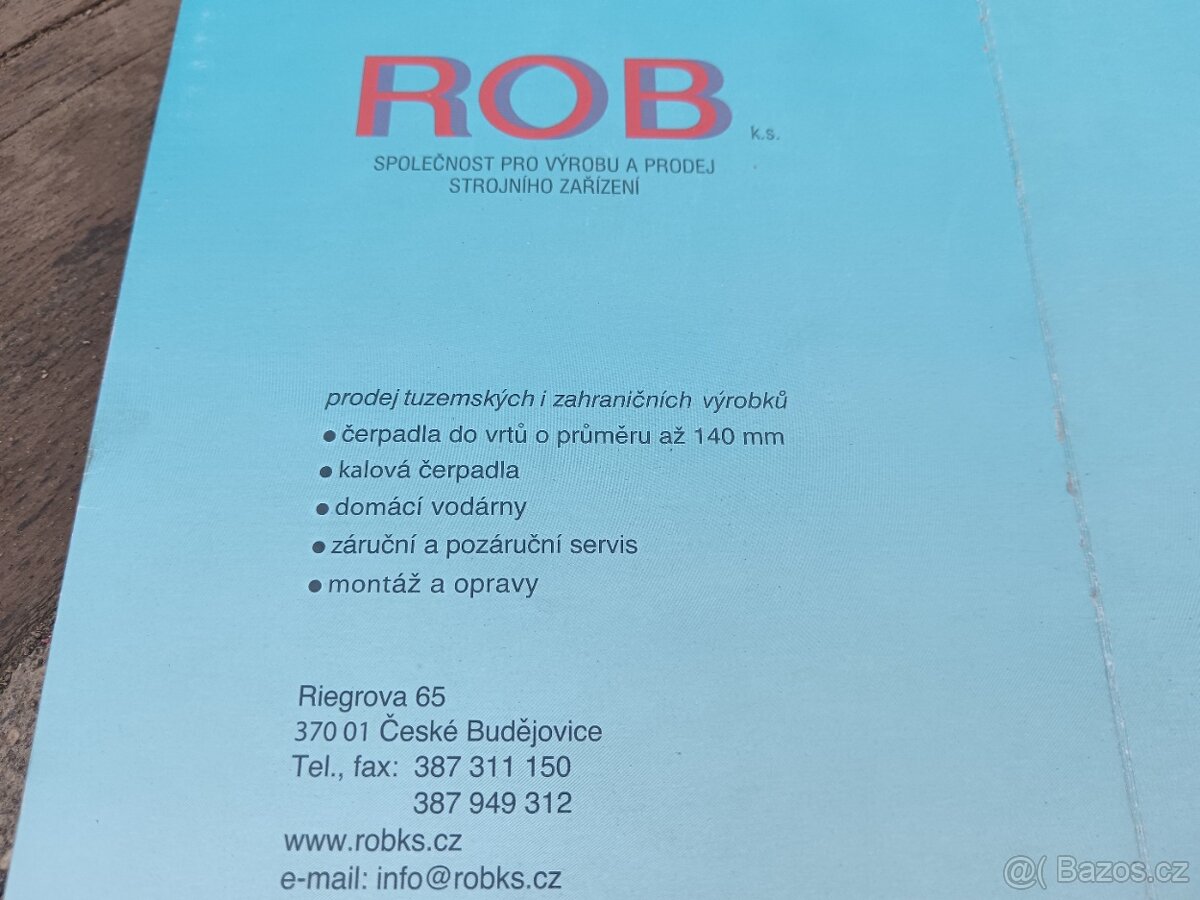 ROB k.s.
SPOLEČNOST PRO VÝROBU A PRODEJ
STROJNÍHO ZAŘÍZENÍ
prodej tuzemských i zahraničních výrobků
● čerpadla do vrtů o průměru až 140 mm
● kalová čerpadla
● domácí vodárny
● záruční a pozáruční servis
● montáž a opravy
Riegrova 65
370 01 České Budějovice
Tel., fax: 387 311 150
387 949 312
www.robks.cz
e-mail: info@robks.cz
@( Bazos.cz